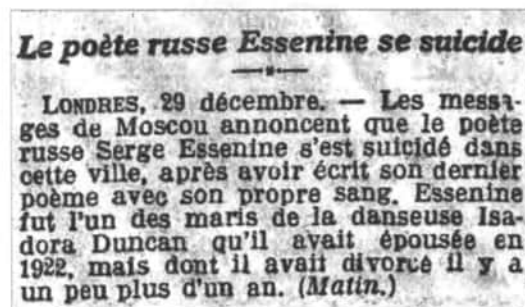 Le poète russe Essenine se suicide
LONDRES, 29 décembre. — Les messa-
ges de Moscou annoncent que le poète
russe Serge Essenine s'est suicidé dans
cette ville, après avoir écrit son dernier
poème avec son propre sang. Essenine
fut l'un des maris de la danseuse Isa-
dora Duncan qu'il avait épousée en
1922, mais dont il avait divorcé il y a
un peu plus d'un an. (Matin.)